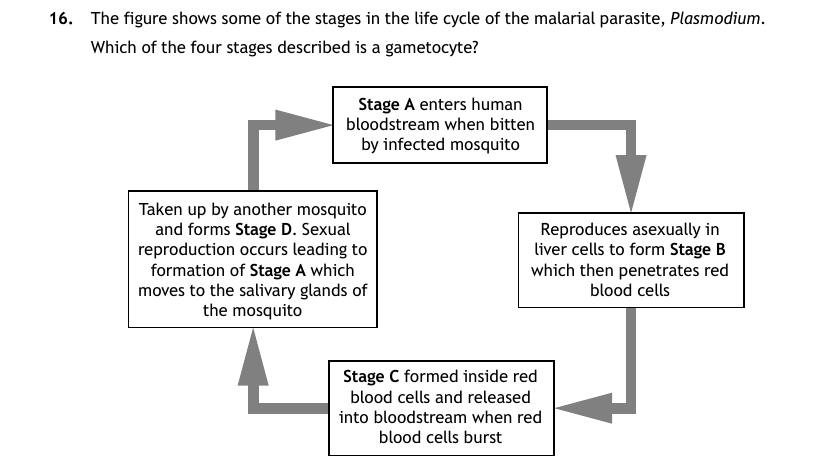 16. The figure shows some of the stages in the life cycle of the malarial parasite, Plasmodium.
Which of the four stages described is a gametocyte?
Stage A enters human
bloodstream when bitten
by infected mosquito
Reproduces asexually in
liver cells to form Stage B
which then penetrates red
blood cells
Stage C formed inside red
blood cells and released
into bloodstream when red
blood cells burst
Taken up by another mosquito
and forms Stage D. Sexual
reproduction occurs leading to
formation of Stage A which
moves to the salivary glands of
the mosquito